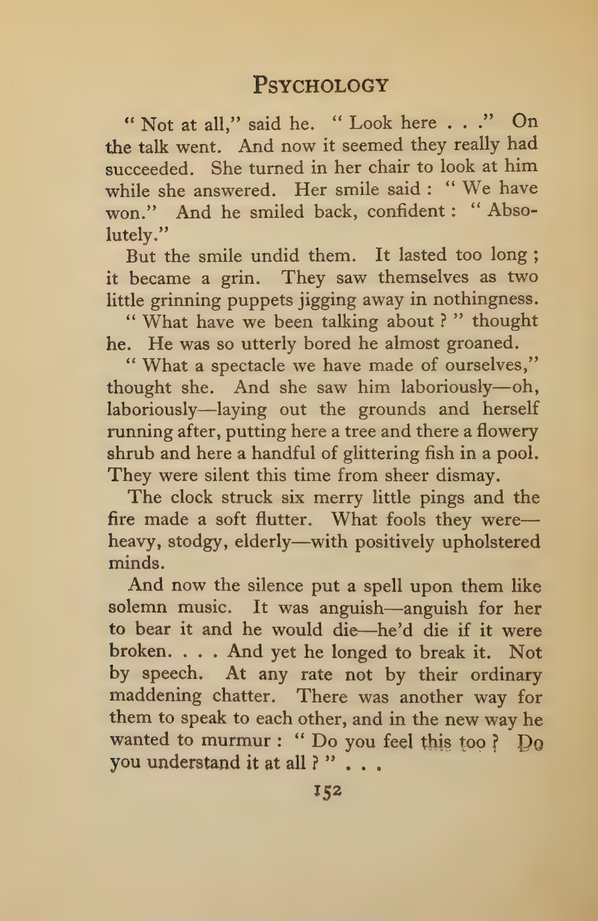 PSYCHOLOGY
“ Not at all,” said he. “ Look here . . .” On
the talk went. And now it seemed they really had
succeeded. She turned in her chair to look at him
while she answered. Her smile said : “ We have
won.” And he smiled back, confident : “ Abso-
lutely.”
But the smile undid them. It lasted too long ;
it became a grin. They saw themselves as two
little grinning puppets jigging away in nothingness.
“ What have we been talking about ? ” thought
he. He was so utterly bored he almost groaned.
“ What a spectacle we have made of ourselves,”
thought she. And she saw him laboriously—oh,
laboriously—laying out the grounds and herself
running after, putting here a tree and there a flowery
shrub and here a handful of glittering fish in a pool.
They were silent this time from sheer dismay.
The clock struck six merry little pings and the
fire made a soft flutter. What fools they were—
heavy, stodgy, elderly—with positively upholstered
minds.
And now the silence put a spell upon them like
solemn music. It was anguish—anguish for her
to bear it and he would die—he’d die if it were
broken. . . . And yet he longed to break it. Not
by speech. At any rate not by their ordinary
maddening chatter. There was another way for
them to speak to each other, and in the new way he
wanted to murmur : “ Do you feel this too ? Do
you understand it at all ? ” . . .
152